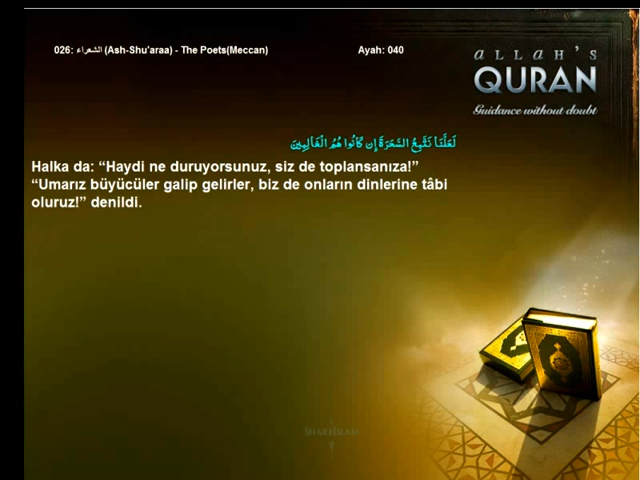 026: الشعراء (Ash-Shu'araa) - The Poets(Meccan) Ayah: 040
ALLAH'S
QURAN
Guidance without doubt
لَعَلَّنَا نَتَّبِعُ السَّحَرَةَ إِن كَانُوا هُمُ الْغَالِبِينَ
Halka da: “Haydi ne duruyorsunuz, siz de toplansanıza!”
“Umarız büyücüler galip gelirler, biz de onların dinlerine tâbi
oluruz!” denildi.